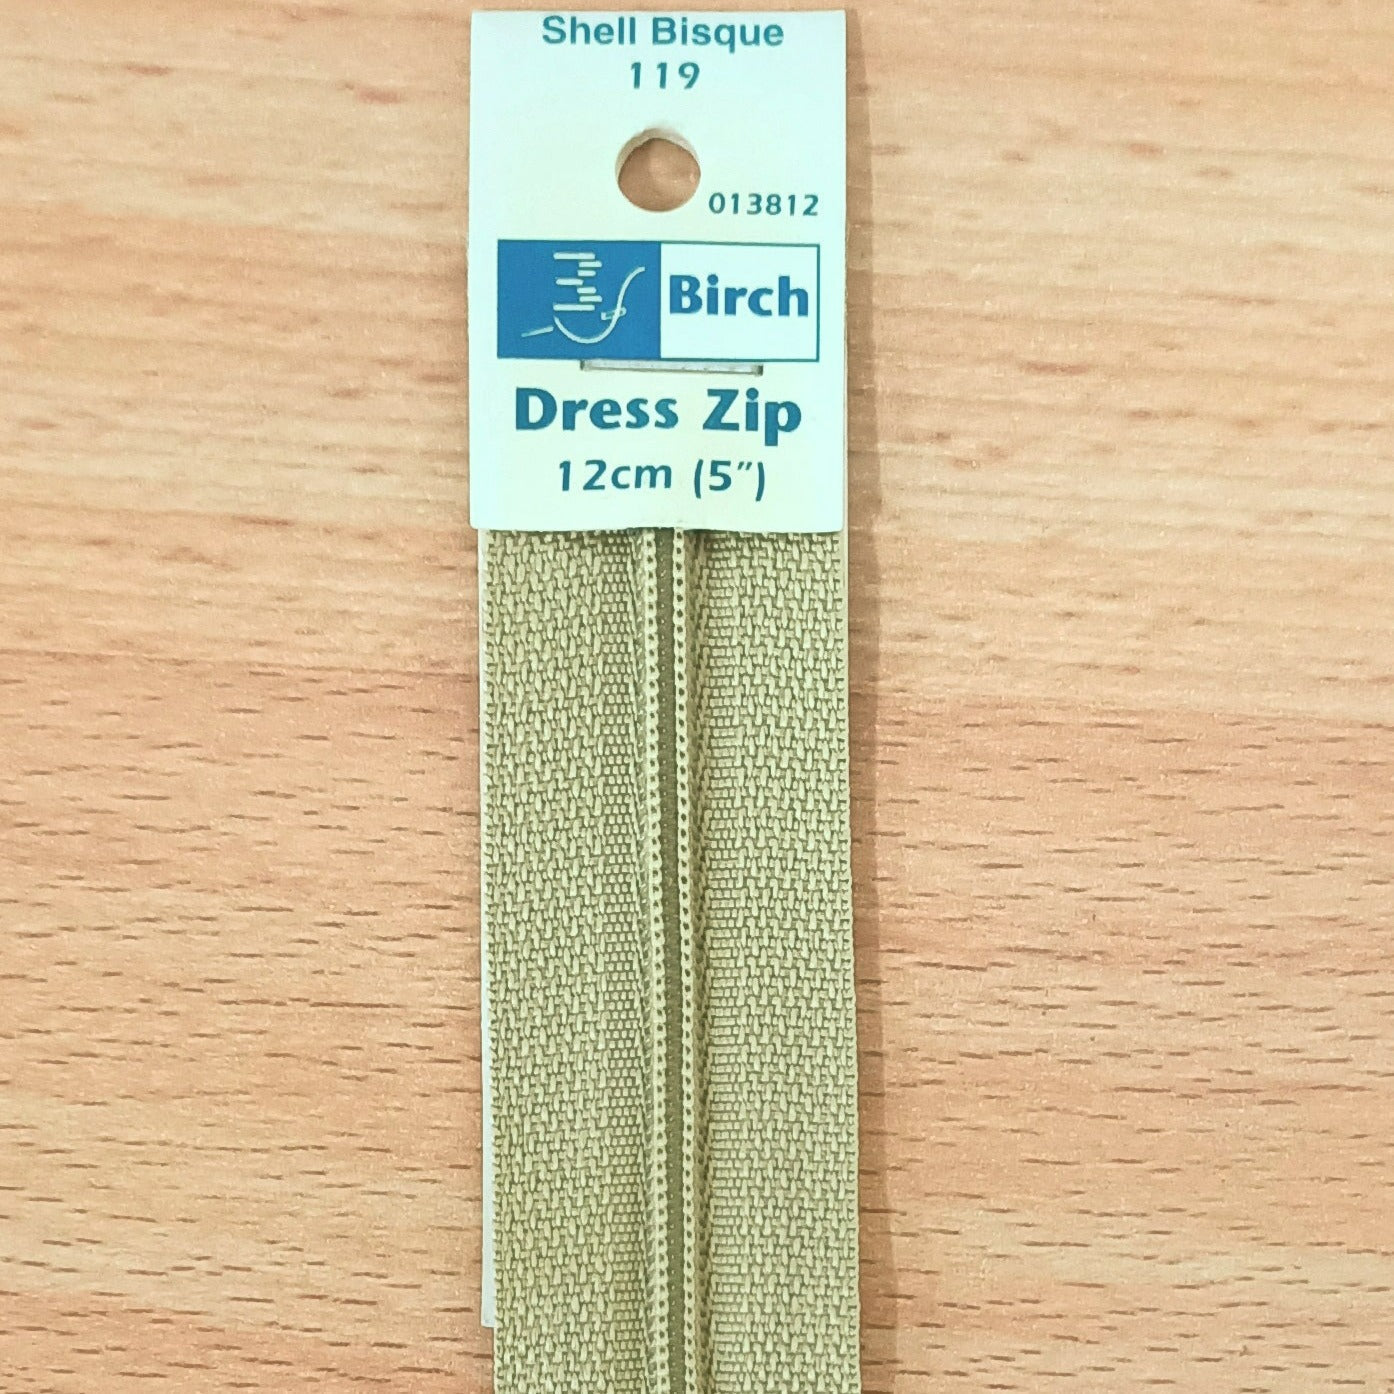 Shell Bisque
119
013812
Birch
Dress Zip
12cm (5″)